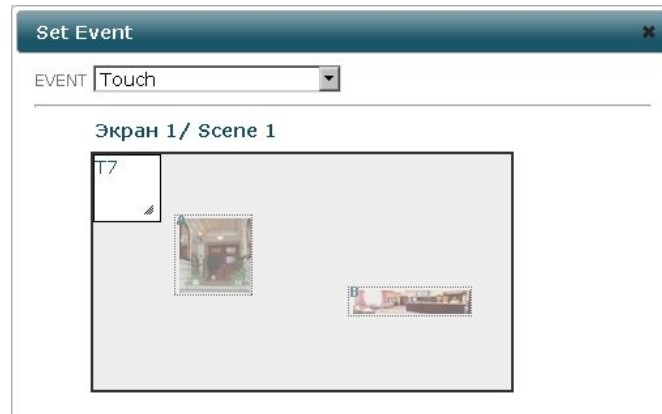 Set Event
EVENT Touch
Экран 1/ Scene 1
T7
A
B